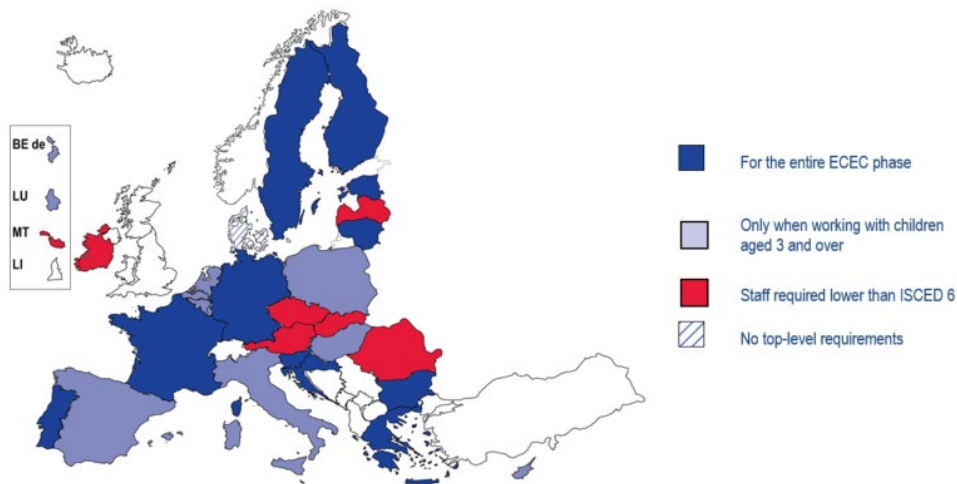 BE de
LU
MT
LI
For the entire ECEC phase
Only when working with children
aged 3 and over
Staff required lower than ISCED 6
No top-level requirements